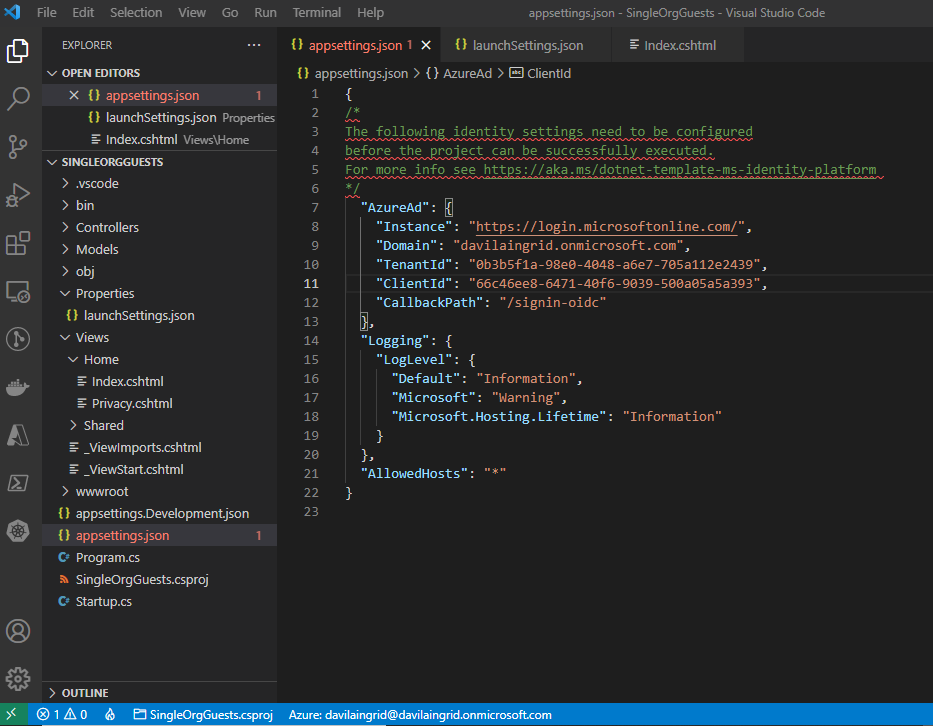 File Edit Selection View Go Run Terminal Help
appsettings.json - SingleOrgGuests - Visual Studio Code
EXPLORER
OPEN EDITORS
appsettings.json 1
launchSettings.json Properties
Index.cshtml Views\Home
SINGLEORGGUESTS
.vscode
bin
Controllers
Models
obj
Properties
{} launchSettings.json
Views
Home
Index.cshtml
Privacy.cshtml
Shared
_ViewImports.cshtml
_ViewStart.cshtml
wwwroot
{} appsettings.Development.json
{} appsettings.json 1
Program.cs
SingleOrgGuests.csproj
Startup.cs
OUTLINE
{} appsettings.json 1
{} launchSettings.json
Index.cshtml
{} appsettings.json > {} AzureAd > ClientId
1 {
2 /*
3 The following identity settings need to be configured
4 before the project can be successfully executed.
5 For more info see https://aka.ms/dotnet-template-ms-identity-platform
6 */
7 "AzureAd": {
8 "Instance": "https://login.microsoftonline.com/",
9 "Domain": "davilaingrid.onmicrosoft.com",
10 "TenantId": "0b3b5f1a-98e0-4048-a6e7-705a112e2439",
11 "ClientId": "66c46ee8-6471-40f6-9039-500a05a5a393",
12 "CallbackPath": "/signin-oidc"
13 },
14 "Logging": {
15 "LogLevel": {
16 "Default": "Information",
17 "Microsoft": "Warning",
18 "Microsoft.Hosting.Lifetime": "Information"
19 }
20 },
21 "AllowedHosts": "*"
22 }
23
1 0 SingleOrgGuests.csproj Azure: davilaingrid@davilaingrid.onmicrosoft.com